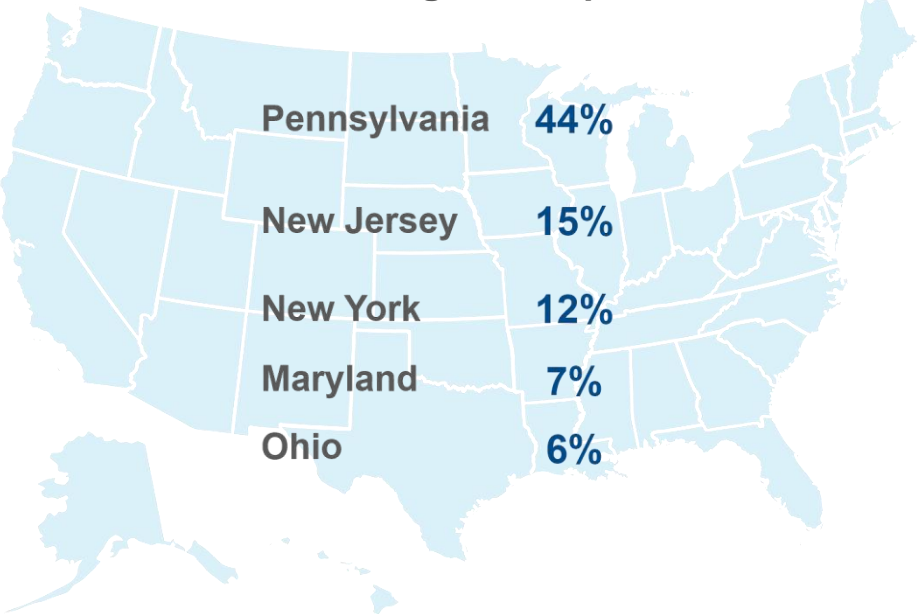 Pennsylvania 44%
New Jersey 15%
New York 12%
Maryland 7%
Ohio 6%